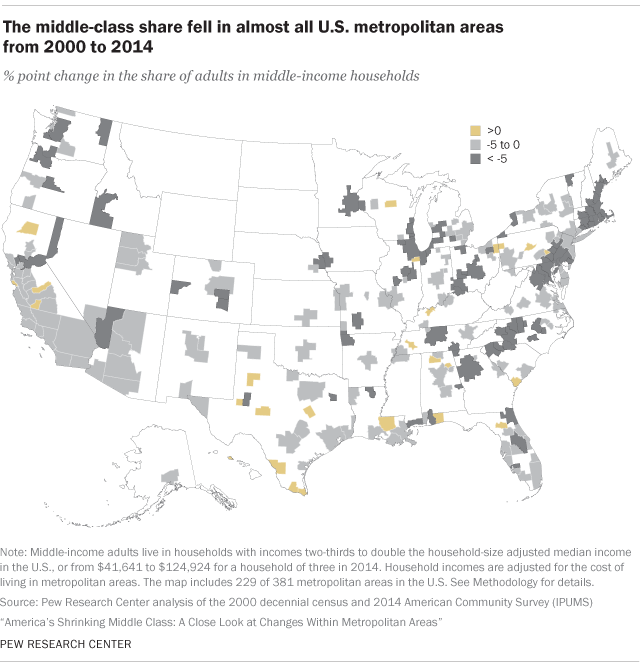 The middle-class share fell in almost all U.S. metropolitan areas
from 2000 to 2014
% point change in the share of adults in middle-income households
>0
-5 to 0
< -5
Note: Middle-income adults live in households with incomes two-thirds to double the household-size adjusted median income
in the U.S., or from $41,641 to $124,924 for a household of three in 2014. Household incomes are adjusted for the cost of
living in metropolitan areas. The map includes 229 of 381 metropolitan areas in the U.S. See Methodology for details.
Source: Pew Research Center analysis of the 2000 decennial census and 2014 American Community Survey (IPUMS)
“America’s Shrinking Middle Class: A Close Look at Changes Within Metropolitan Areas”
PEW RESEARCH CENTER